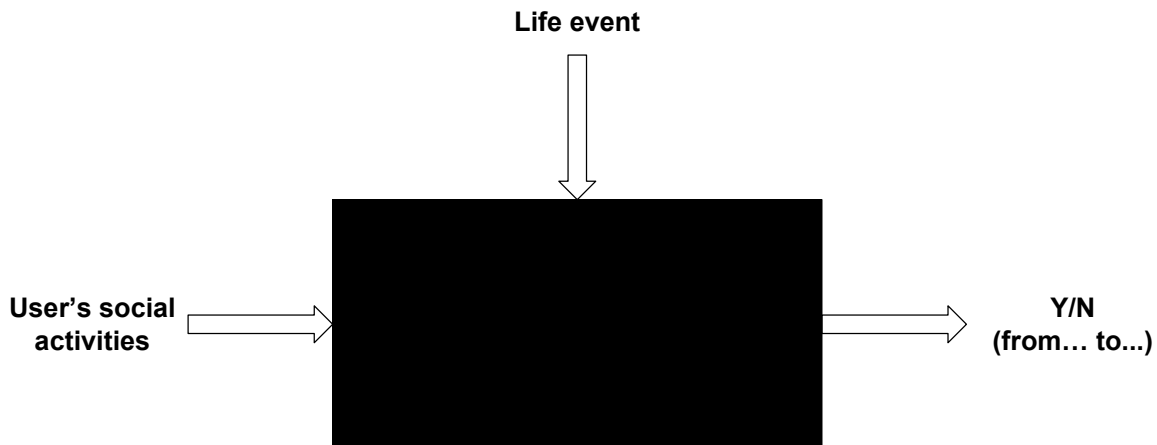 Life event
User’s social
activities
Y/N
(from… to...)